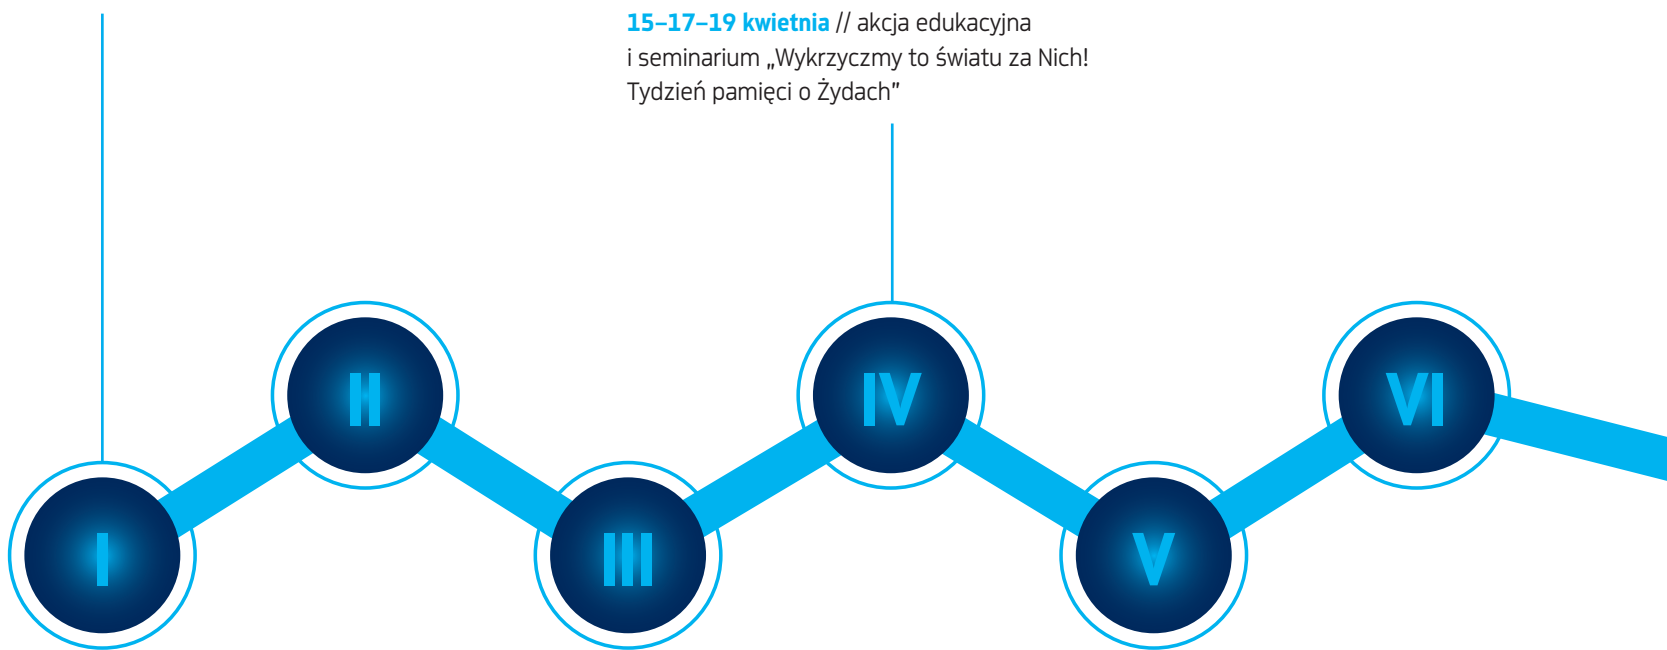 15–17–19 kwietnia // akcja edukacyjna
i seminarium „Wykrzyczmy to światu za Nich!
Tydzień pamięci o Żydach”
I
II
III
IV
V
VI